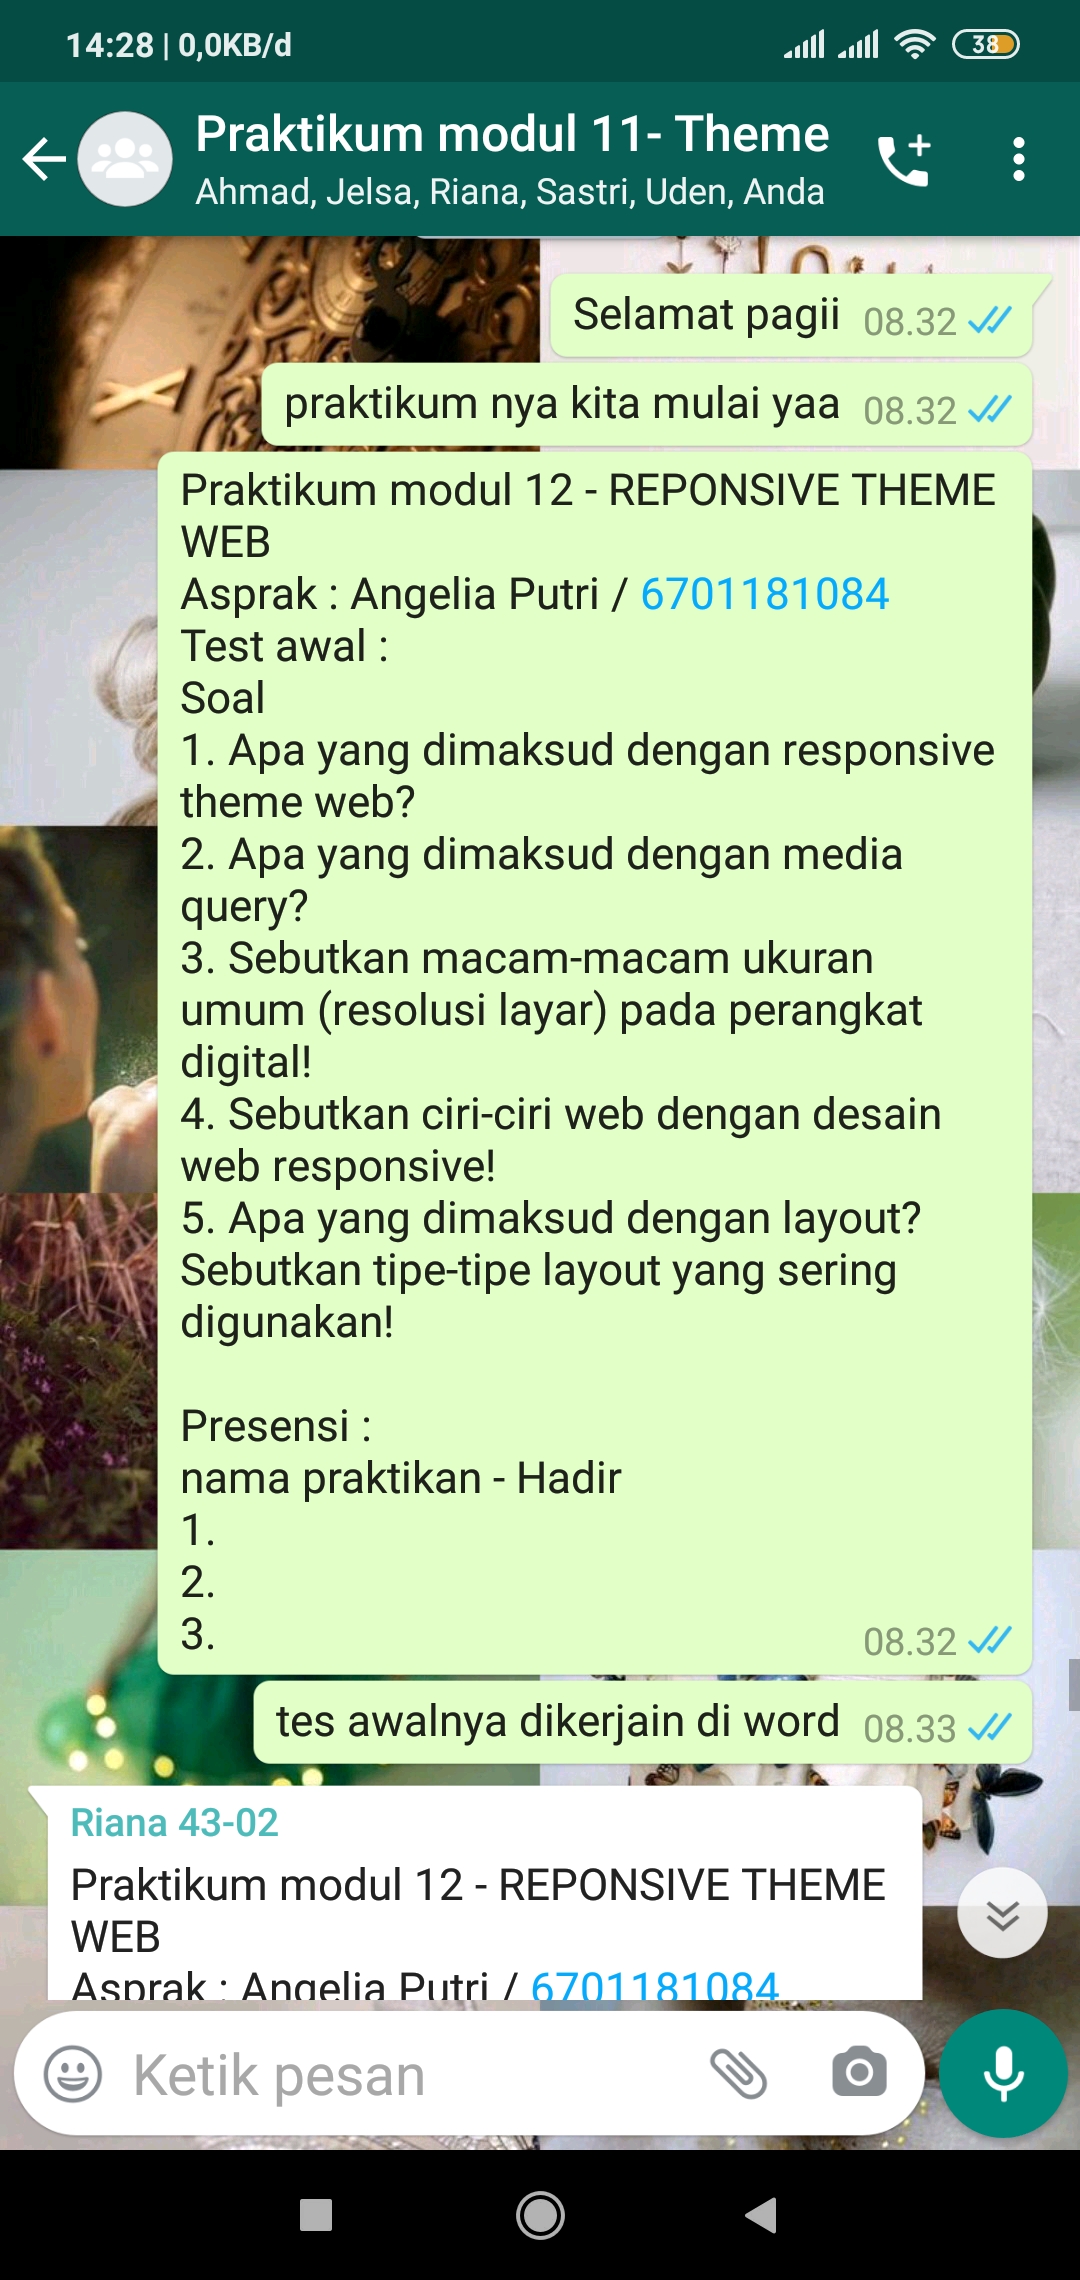 14:28 | 0,0KB/d
38
Praktikum modul 11- Theme
Ahmad, Jelsa, Riana, Sastri, Uden, Anda
Selamat pagii 08.32
praktikum nya kita mulai yaa 08.32
Praktikum modul 12 - REPONSIVE THEME
WEB
Asprak : Angelia Putri / 6701181084
Test awal :
Soal
1. Apa yang dimaksud dengan responsive
theme web?
2. Apa yang dimaksud dengan media
query?
3. Sebutkan macam-macam ukuran
umum (resolusi layar) pada perangkat
digital!
4. Sebutkan ciri-ciri web dengan desain
web responsive!
5. Apa yang dimaksud dengan layout?
Sebutkan tipe-tipe layout yang sering
digunakan!
Presensi :
nama praktikan - Hadir
1.
2.
3.
08.32
tes awalnya dikerjain di word 08.33
Riana 43-02
Praktikum modul 12 - REPONSIVE THEME
WEB
Asprak : Angelia Putri / 6701181084
Ketik pesan